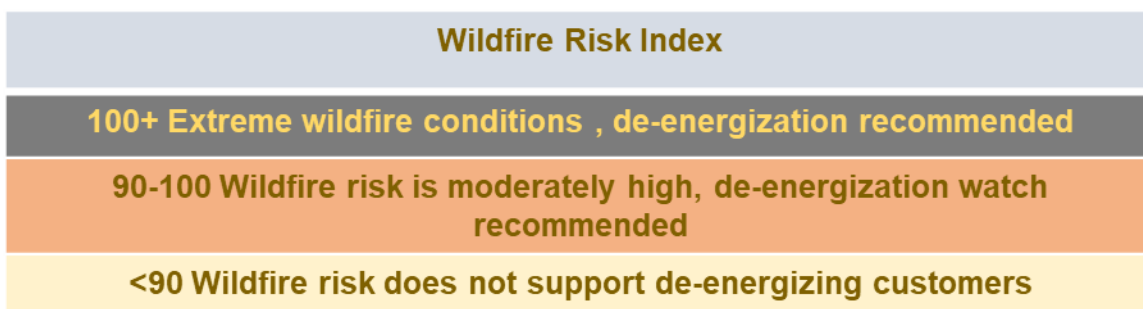 Wildfire Risk Index
100+ Extreme wildfire conditions , de-energization recommended
90-100 Wildfire risk is moderately high, de-energization watch
recommended
<90 Wildfire risk does not support de-energizing customers